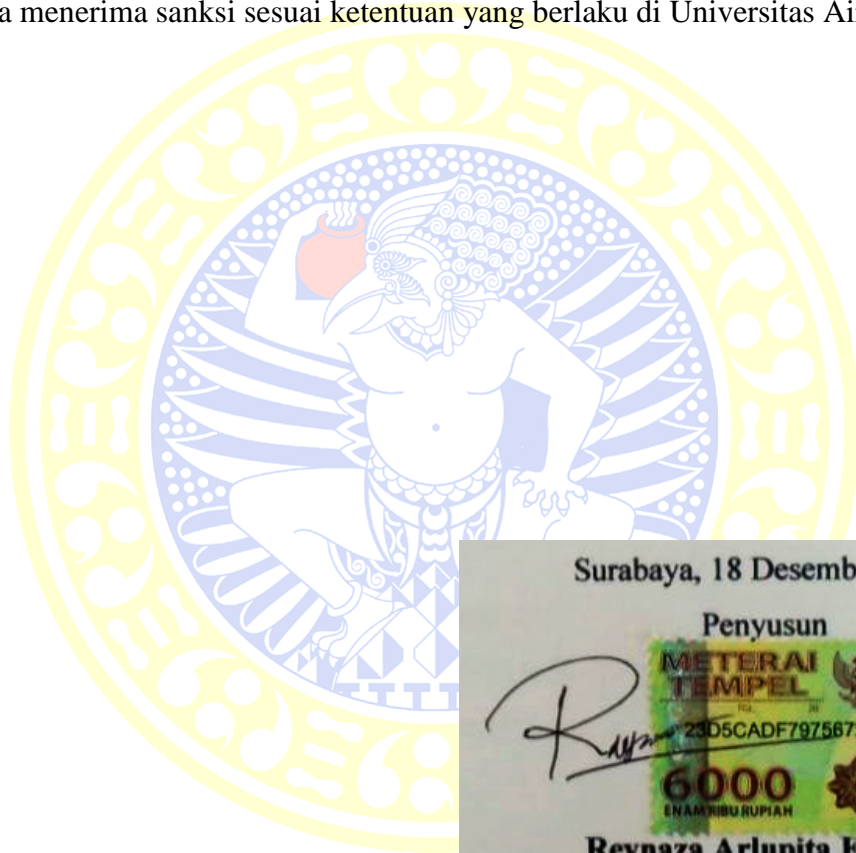 a menerima sanksi sesuai ketentuan yang berlaku di Universitas Ai
Surabaya, 18 Desemb
Penyusun
METERAI
TEMPEL
23D5CADF797567
6000
ENAM RIBU RUPIAH
Reynaza Arlupita